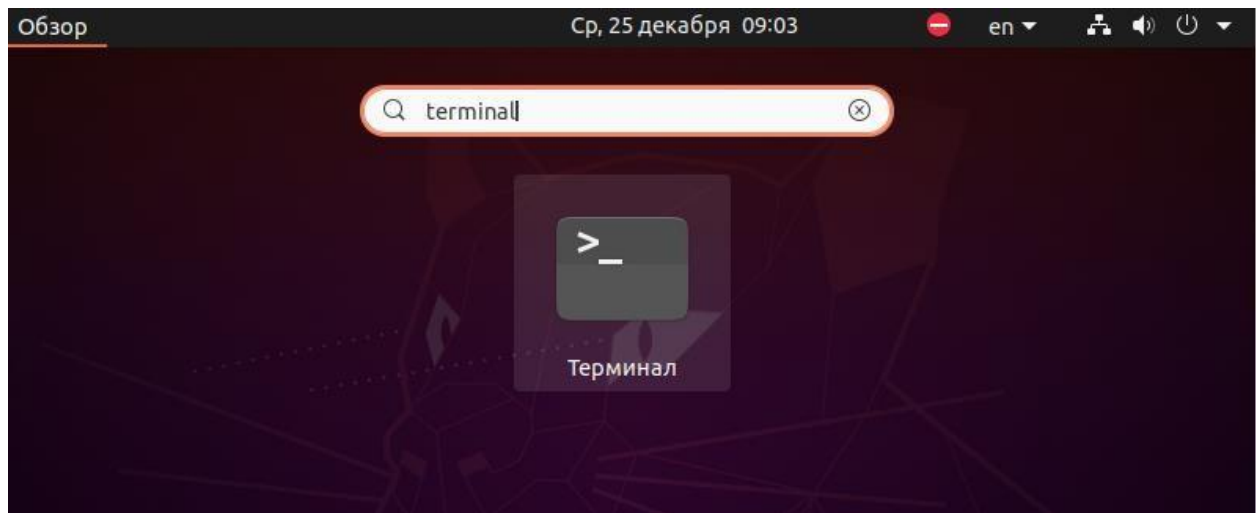 Обзор
Ср, 25 декабря 09:03
en
terminal
>_
Терминал